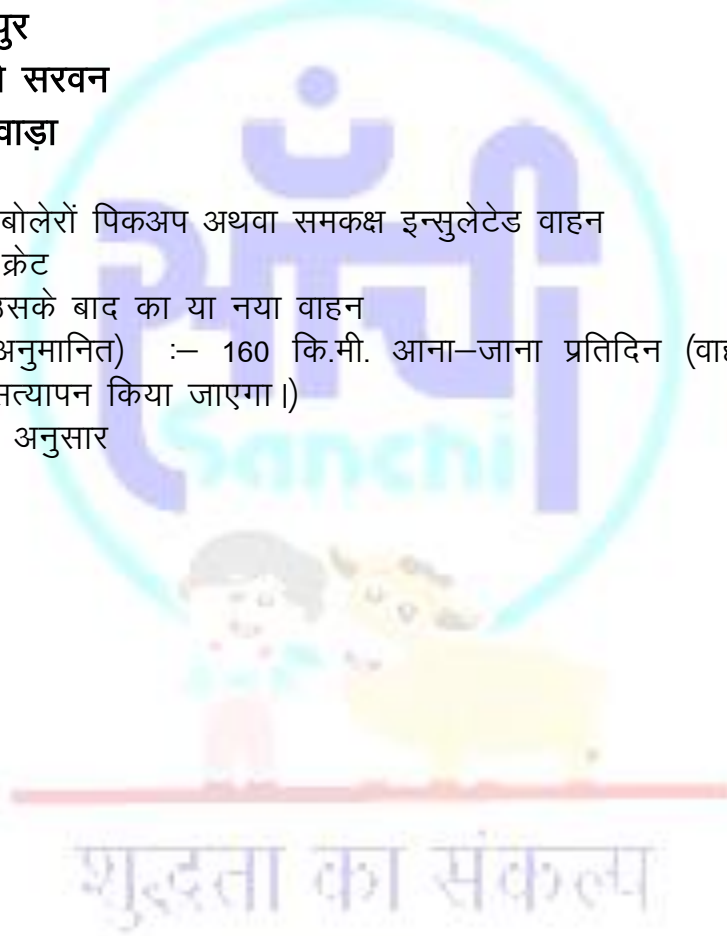 पुर
सरवन
वाड़ा
बोलेरों पिकअप अथवा समकक्ष इन्सुलेटेड वाहन
क्रेट
उसके बाद का या नया वाहन
अनुमानित) :– 160 कि.मी. आना–जाना प्रतिदिन (वाह
सत्यापन किया जाएगा।)
अनुसार
साँची
Sanchi
शुद्धता का संकल्प